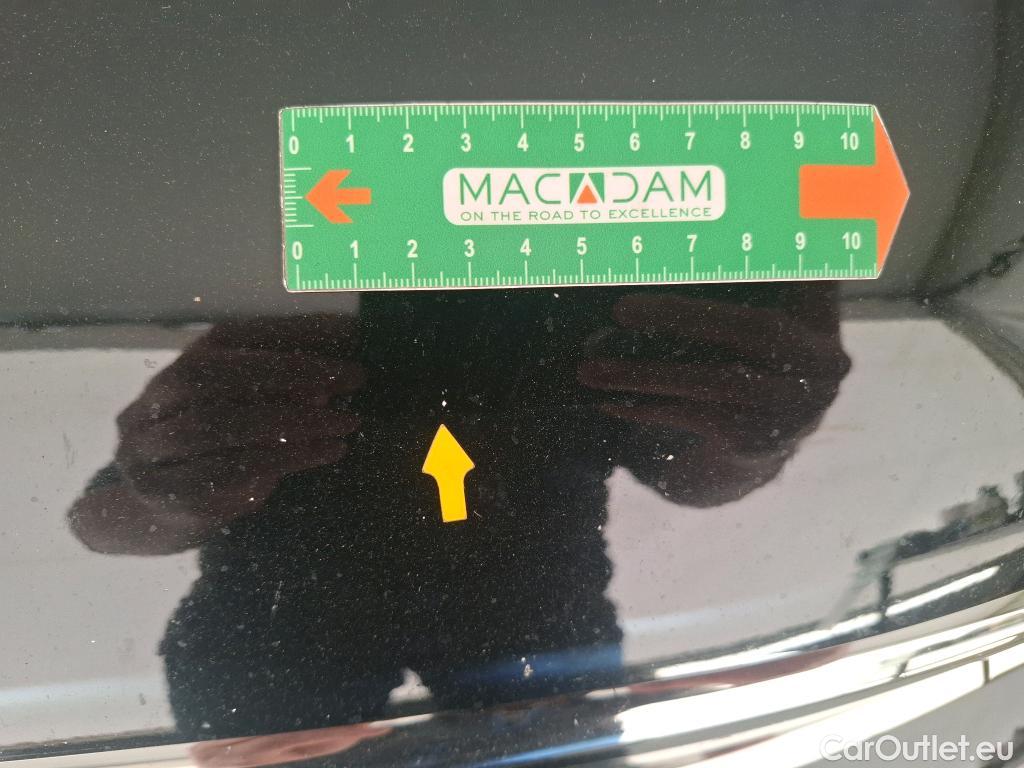 0 1 2 3 4 5 6 7 8 9 10
MACADAM
ON THE ROAD TO EXCELLENCE
0 1 2 3 4 5 6 7 8 9 10
CarOutlet.eu